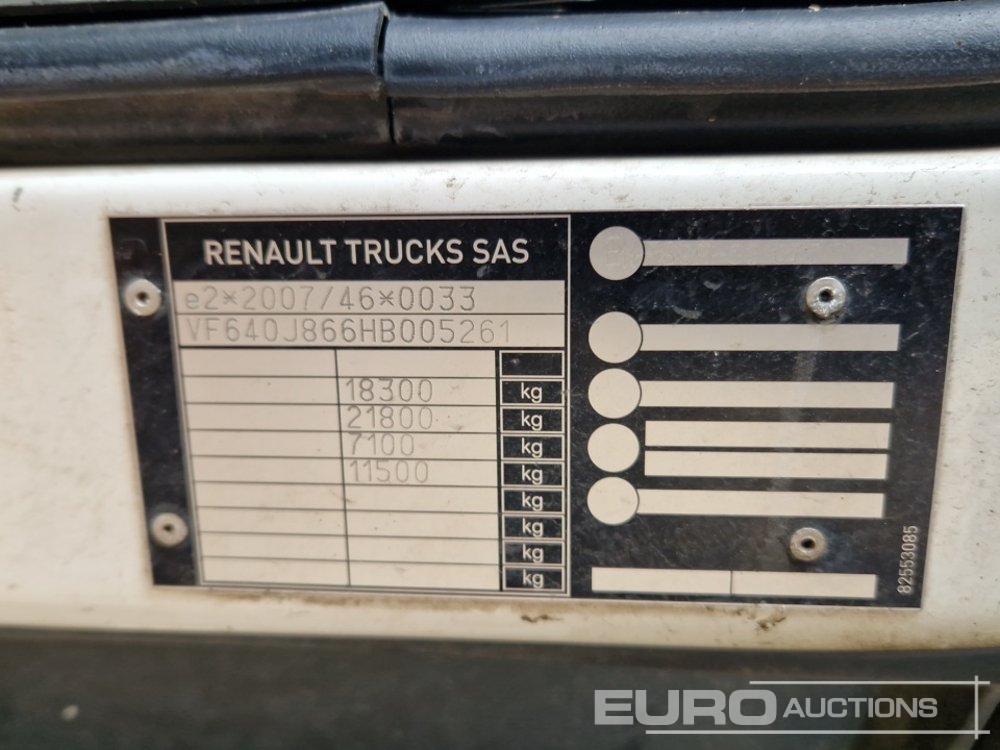 RENAULT TRUCKS SAS
e2*2007/46*0033
VF640J866HB005261
18300 kg
21800 kg
7100 kg
11500 kg
kg
kg
kg
kg
82553085
EURO AUCTIONS